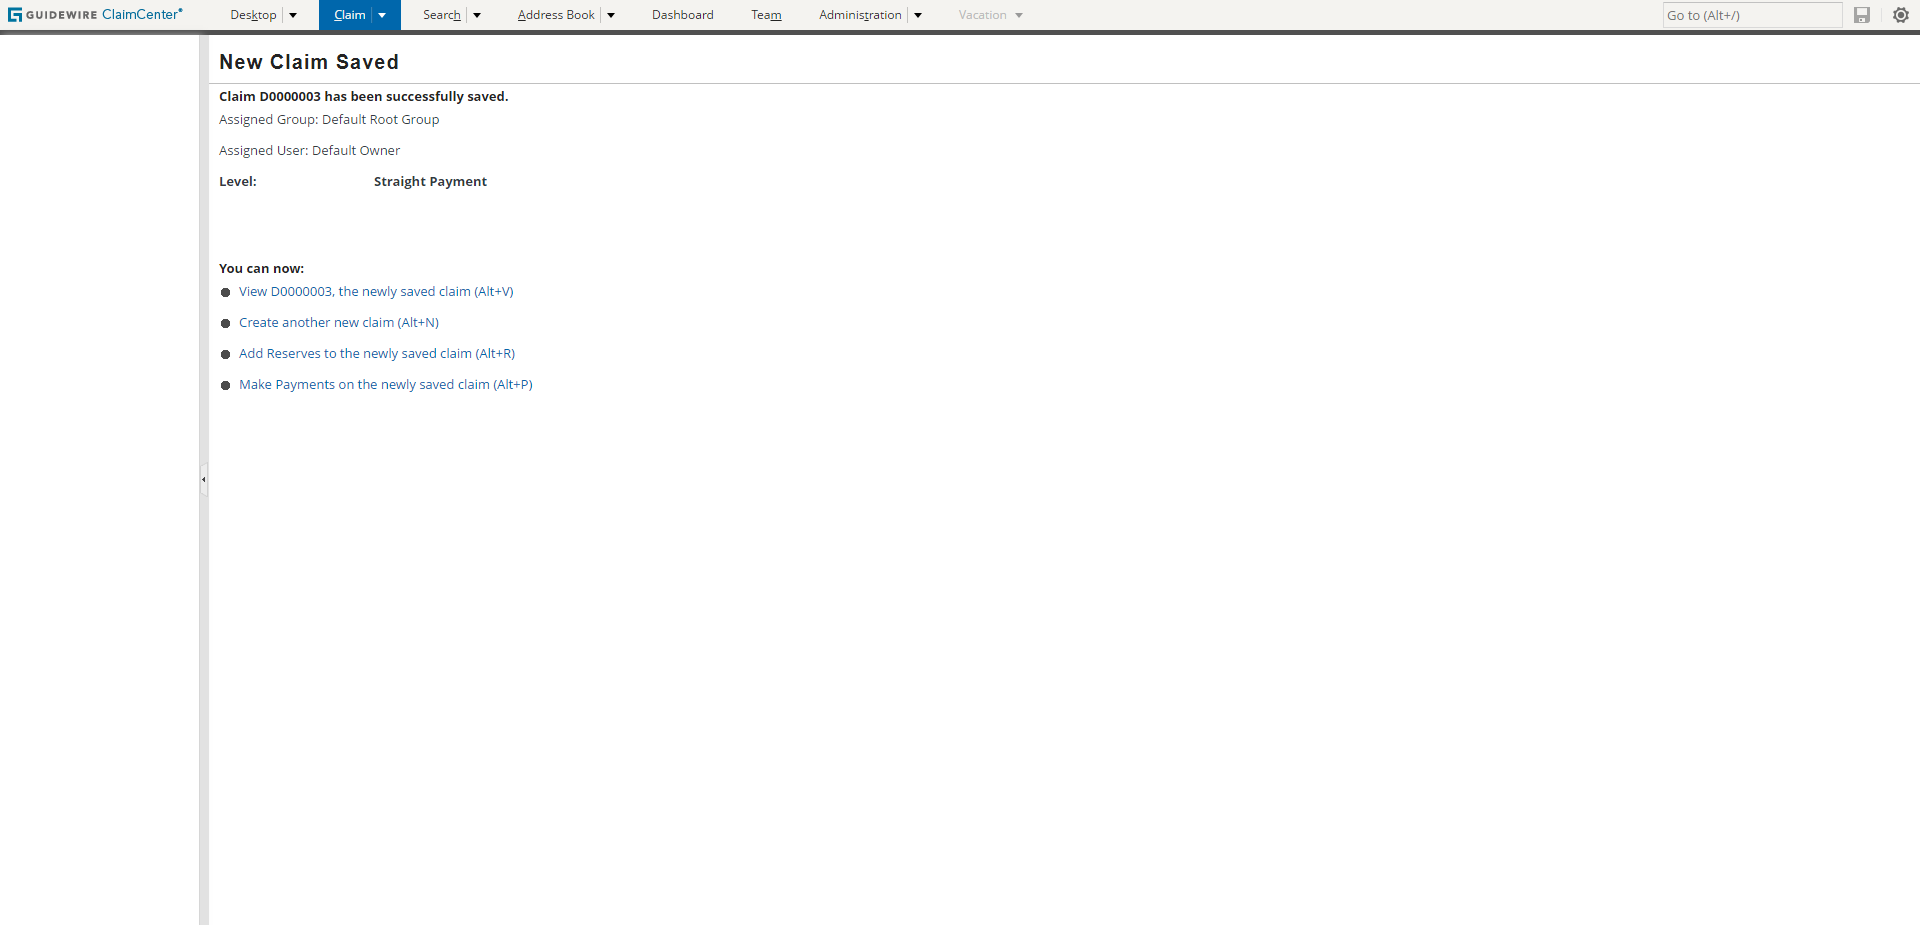 GUIDEWIRE ClaimCenter® Desktop Claim Search Address Book Dashboard Team Administration Vacation Go to (Alt+/)
New Claim Saved
Claim D0000003 has been successfully saved.
Assigned Group: Default Root Group
Assigned User: Default Owner
Level: Straight Payment
You can now:
View D0000003, the newly saved claim (Alt+V)
Create another new claim (Alt+N)
Add Reserves to the newly saved claim (Alt+R)
Make Payments on the newly saved claim (Alt+P)